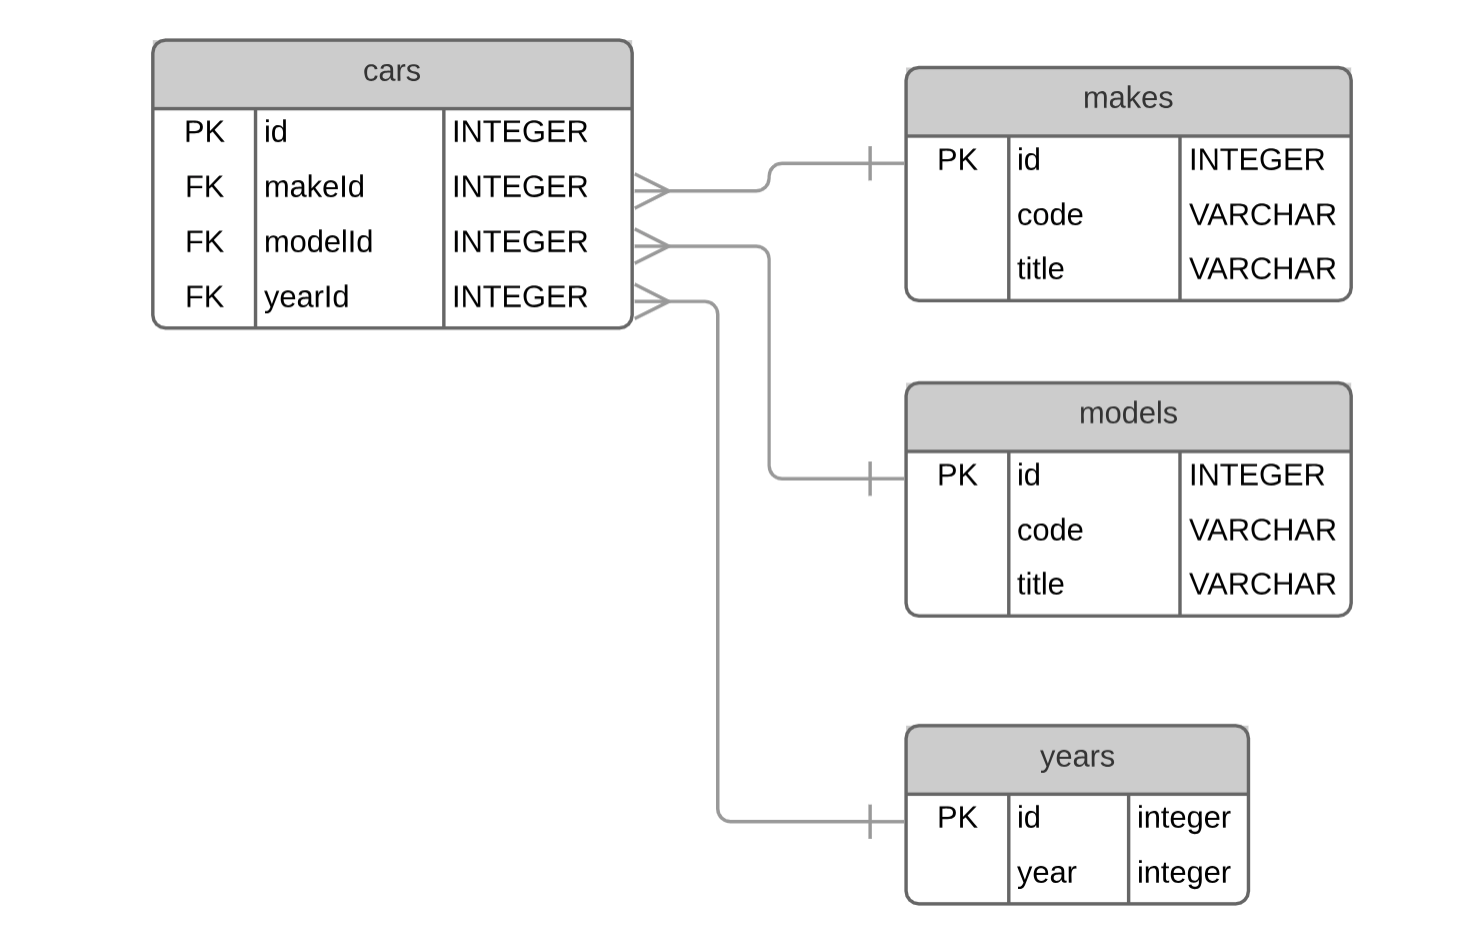 cars
PK id INTEGER
FK makeId INTEGER
FK modelId INTEGER
FK yearId INTEGER
makes
PK id INTEGER
code VARCHAR
title VARCHAR
models
PK id INTEGER
code VARCHAR
title VARCHAR
years
PK id integer
year integer